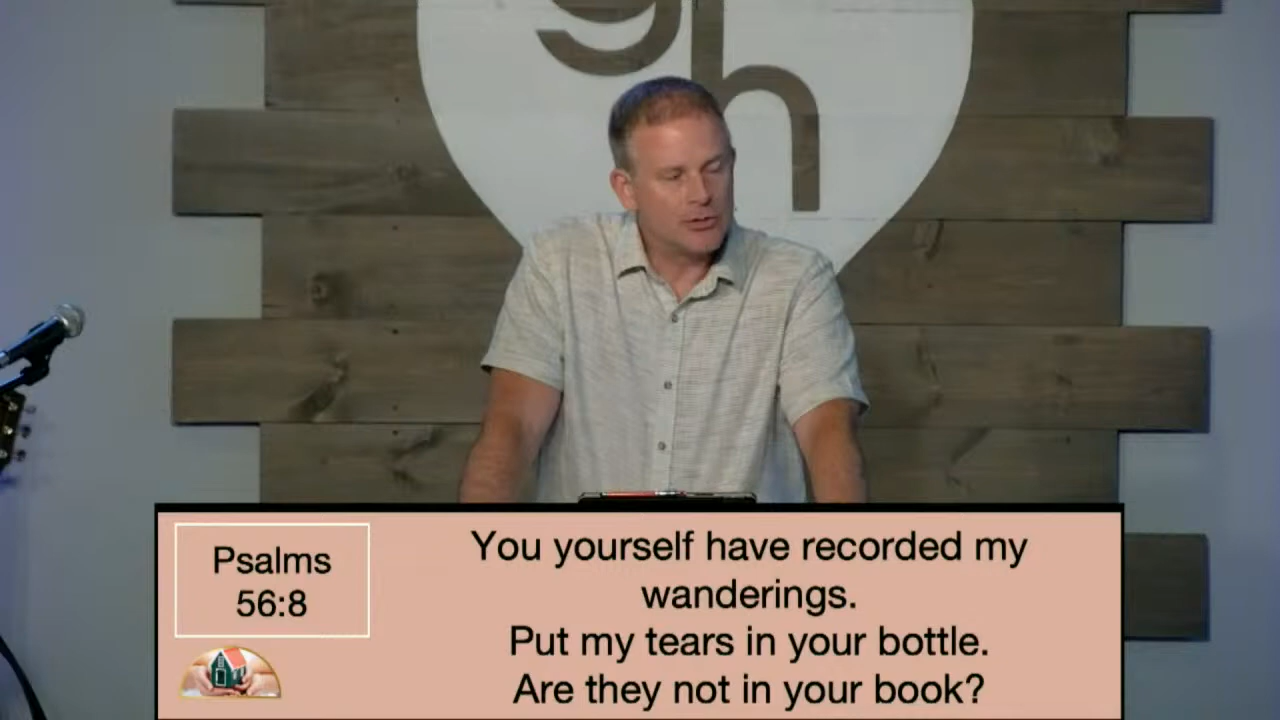 gh
Psalms
56:8
You yourself have recorded my
wanderings.
Put my tears in your bottle.
Are they not in your book?